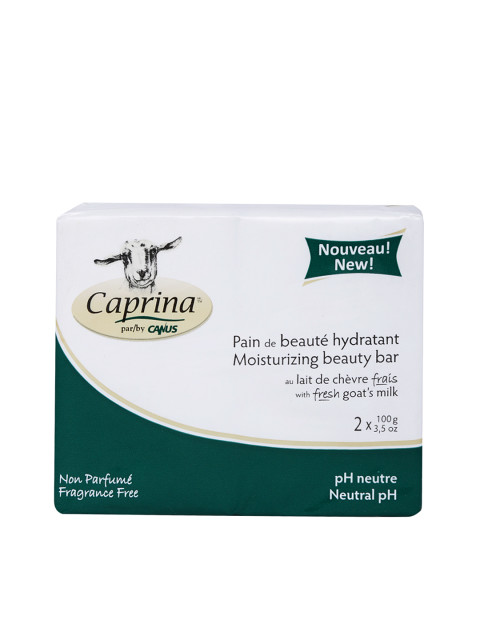 Nouveau!
New!
Caprina
par/by CANUS
Pain de beauté hydratant
Moisturizing beauty bar
au lait de chèvre frais
with fresh goat's milk
2 x 100g
3,5 oz
Non Parfumé
Fragrance Free
pH neutre
Neutral pH